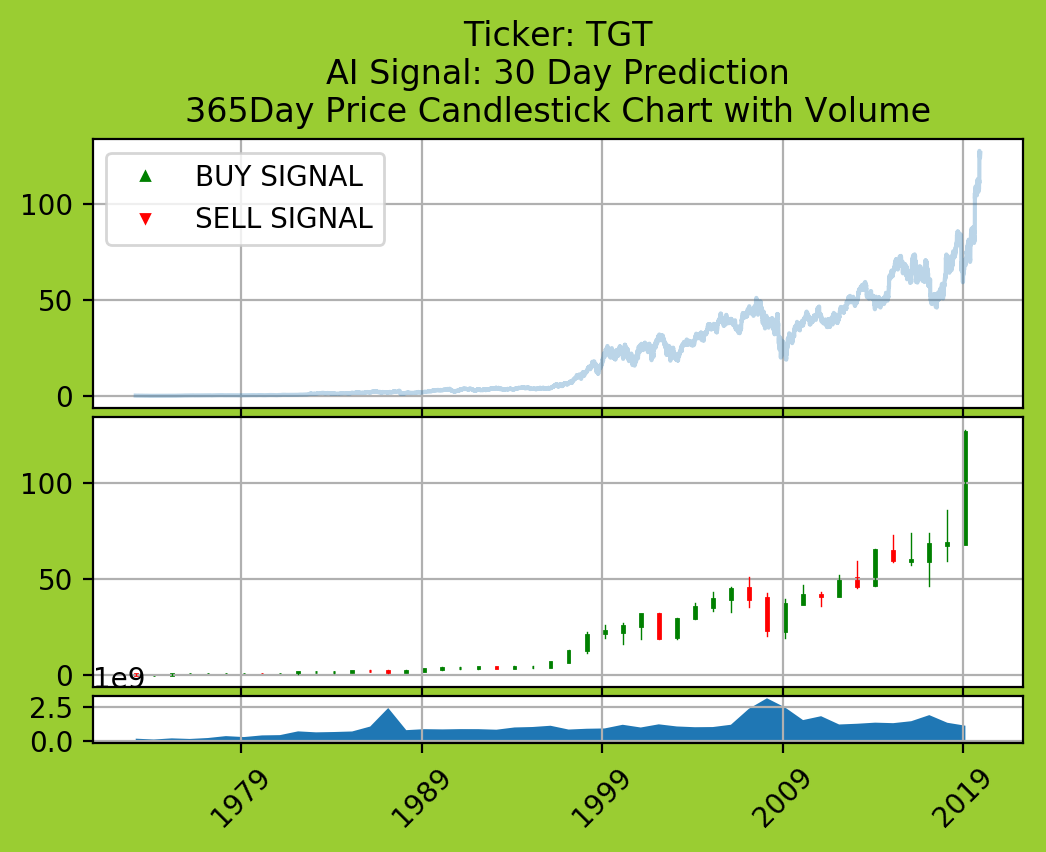 Ticker: TGT
AI Signal: 30 Day Prediction
365Day Price Candlestick Chart with Volume
BUY SIGNAL
SELL SIGNAL
100
50
0
100
50
0
1e9
2.5
0.0
1979
1989
1999
2009
2019